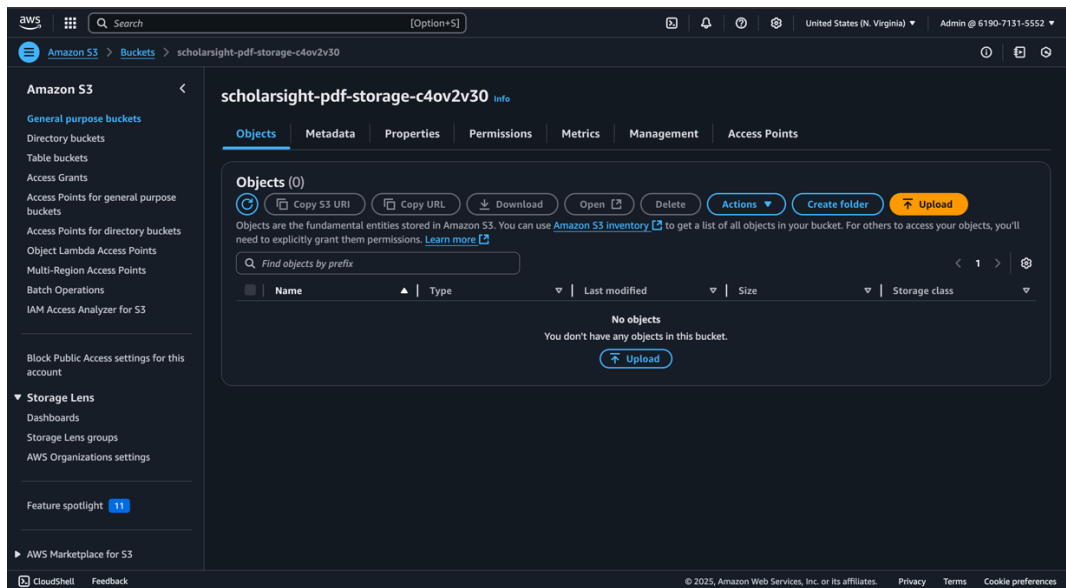 aws Search [Option+S] United States (N. Virginia) ▼ Admin @ 6190-7131-5552 ▼
Amazon S3 > Buckets > scholarsight-pdf-storage-c4ov2v30
Amazon S3
General purpose buckets
Directory buckets
Table buckets
Access Grants
Access Points for general purpose
buckets
Access Points for directory buckets
Object Lambda Access Points
Multi-Region Access Points
Batch Operations
IAM Access Analyzer for S3
Block Public Access settings for this
account
▼ Storage Lens
Dashboards
Storage Lens groups
AWS Organizations settings
Feature spotlight 11
▶ AWS Marketplace for S3
scholarsight-pdf-storage-c4ov2v30 Info
Objects Metadata Properties Permissions Metrics Management Access Points
Objects (0)
Copy S3 URI Copy URL Download Open Delete Actions ▼ Create folder Upload
Objects are the fundamental entities stored in Amazon S3. You can use Amazon S3 inventory to get a list of all objects in your bucket. For others to access your objects, you'll
need to explicitly grant them permissions. Learn more
Find objects by prefix < 1 >
Name Type Last modified Size Storage class
No objects
You don't have any objects in this bucket.
Upload
CloudShell Feedback © 2025, Amazon Web Services, Inc. or its affiliates. Privacy Terms Cookie preferences